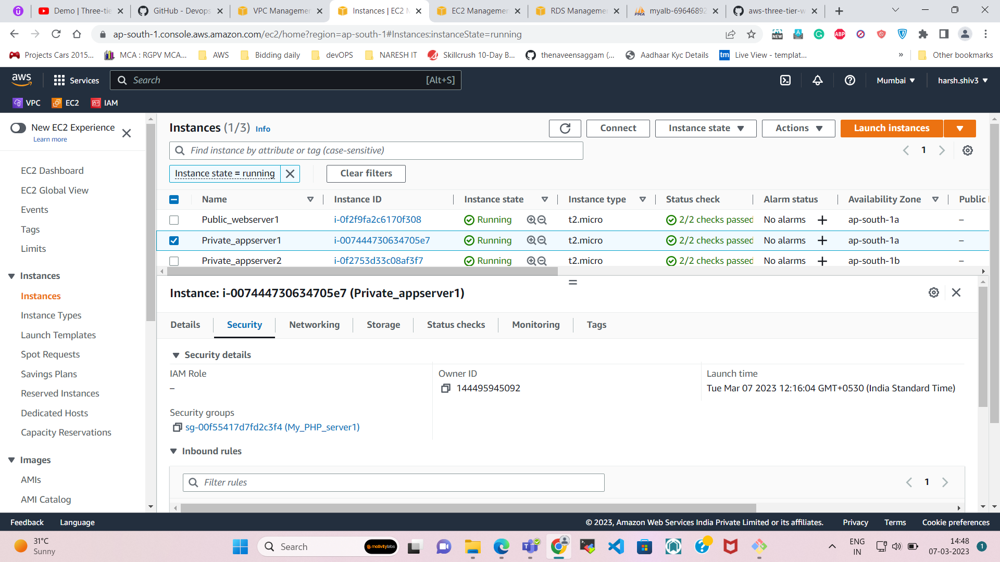 Demo | Three-tie
GitHub - Devops
VPC Managemen
Instances | EC2 M
EC2 Managemen
RDS Manageme
PMA
myalb-69646892
aws-three-tier-w
ap-south-1.console.aws.amazon.com/ec2/home?region=ap-south-1#Instances:instanceState=running
NEW
ABP
Projects Cars 2015...
MCA : RGPV MCA...
AWS
Bidding daily
devOPS
NARESH IT
Skillcrush 10-Day B...
thenaveensaggam (...
Aadhaar Kyc Details
tm
Live View - templat...
»
Other bookmarks
aws
Services
Search
[Alt+S]
Mumbai
harsh.shiv3
VPC
EC2
IAM
New EC2 Experience
Learn more
EC2 Dashboard
EC2 Global View
Events
Tags
Limits
Instances
Instances
Instance Types
Launch Templates
Spot Requests
Savings Plans
Reserved Instances
Dedicated Hosts
Capacity Reservations
Images
AMIs
AMI Catalog
Instances (1/3) Info
Connect
Instance state
Actions
Launch instances
Find instance by attribute or tag (case-sensitive)
1
Instance state = running
Clear filters
Name Instance ID Instance state Instance type Status check Alarm status Availability Zone Public
Public_webserver1 i-0f2f9fa2c6170f308 Running t2.micro 2/2 checks passed No alarms + ap-south-1a –
Private_appserver1 i-007444730634705e7 Running t2.micro 2/2 checks passed No alarms + ap-south-1a –
Private_appserver2 i-0f2753d33c08af3f7 Running t2.micro 2/2 checks passed No alarms + ap-south-1b –
Instance: i-007444730634705e7 (Private_appserver1)
Details Security Networking Storage Status checks Monitoring Tags
Security details
IAM Role
–
Owner ID
144495945092
Launch time
Tue Mar 07 2023 12:16:04 GMT+0530 (India Standard Time)
Security groups
sg-00f55417d7fd2c3f4 (My_PHP_server1)
Inbound rules
Filter rules
1
Feedback
Language
© 2023, Amazon Web Services India Private Limited or its affiliates.
Privacy
Terms
Cookie preferences
31°C
Sunny
Search
motivitylabs
ENG
IN
14:48
07-03-2023
1